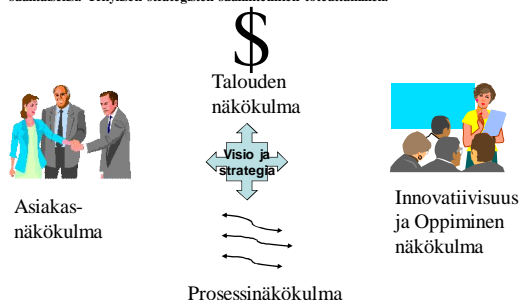 $
Talouden
näkökulma
Visio ja
strategia
Asiakas-
näkökulma
Innovatiivisuus
ja Oppiminen
näkökulma
Prosessinäkökulma